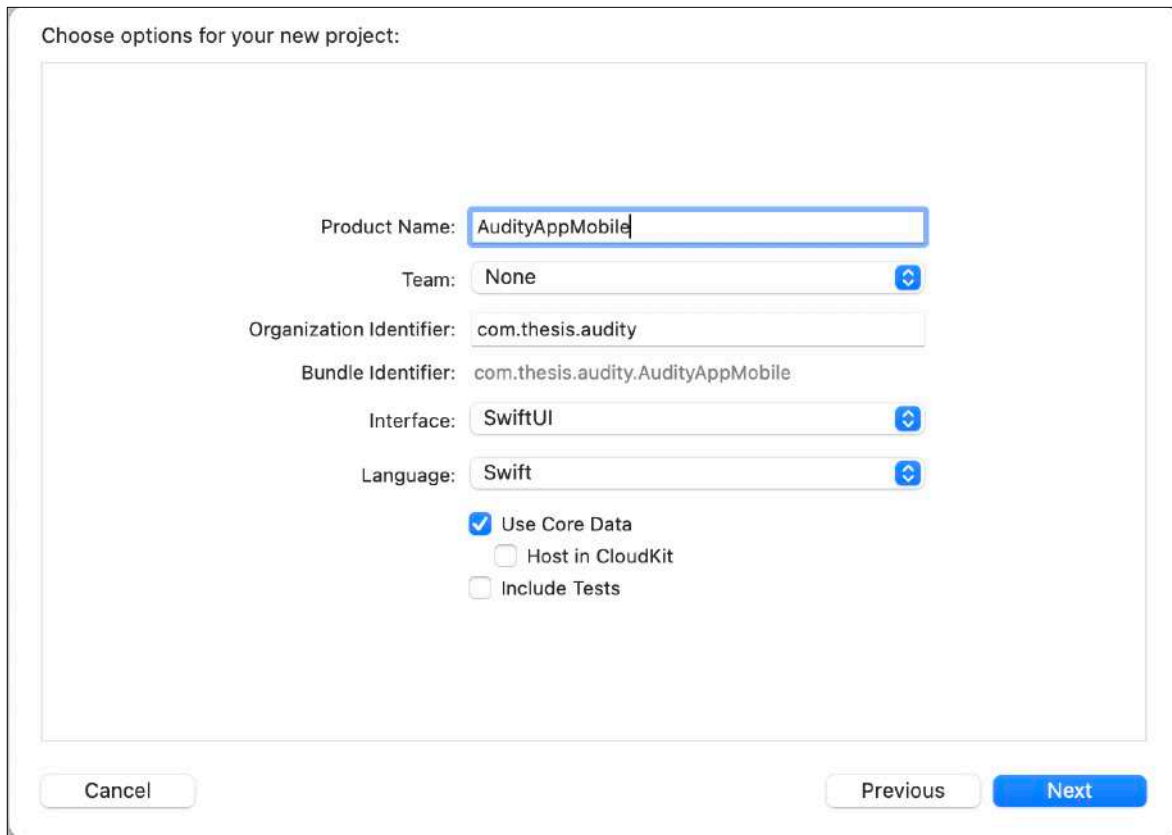 Choose options for your new project:
Product Name: AudityAppMobile
Team: None
Organization Identifier: com.thesis.audity
Bundle Identifier: com.thesis.audity.AudityAppMobile
Interface: SwiftUI
Language: Swift
Use Core Data
Host in CloudKit
Include Tests
Cancel Previous Next